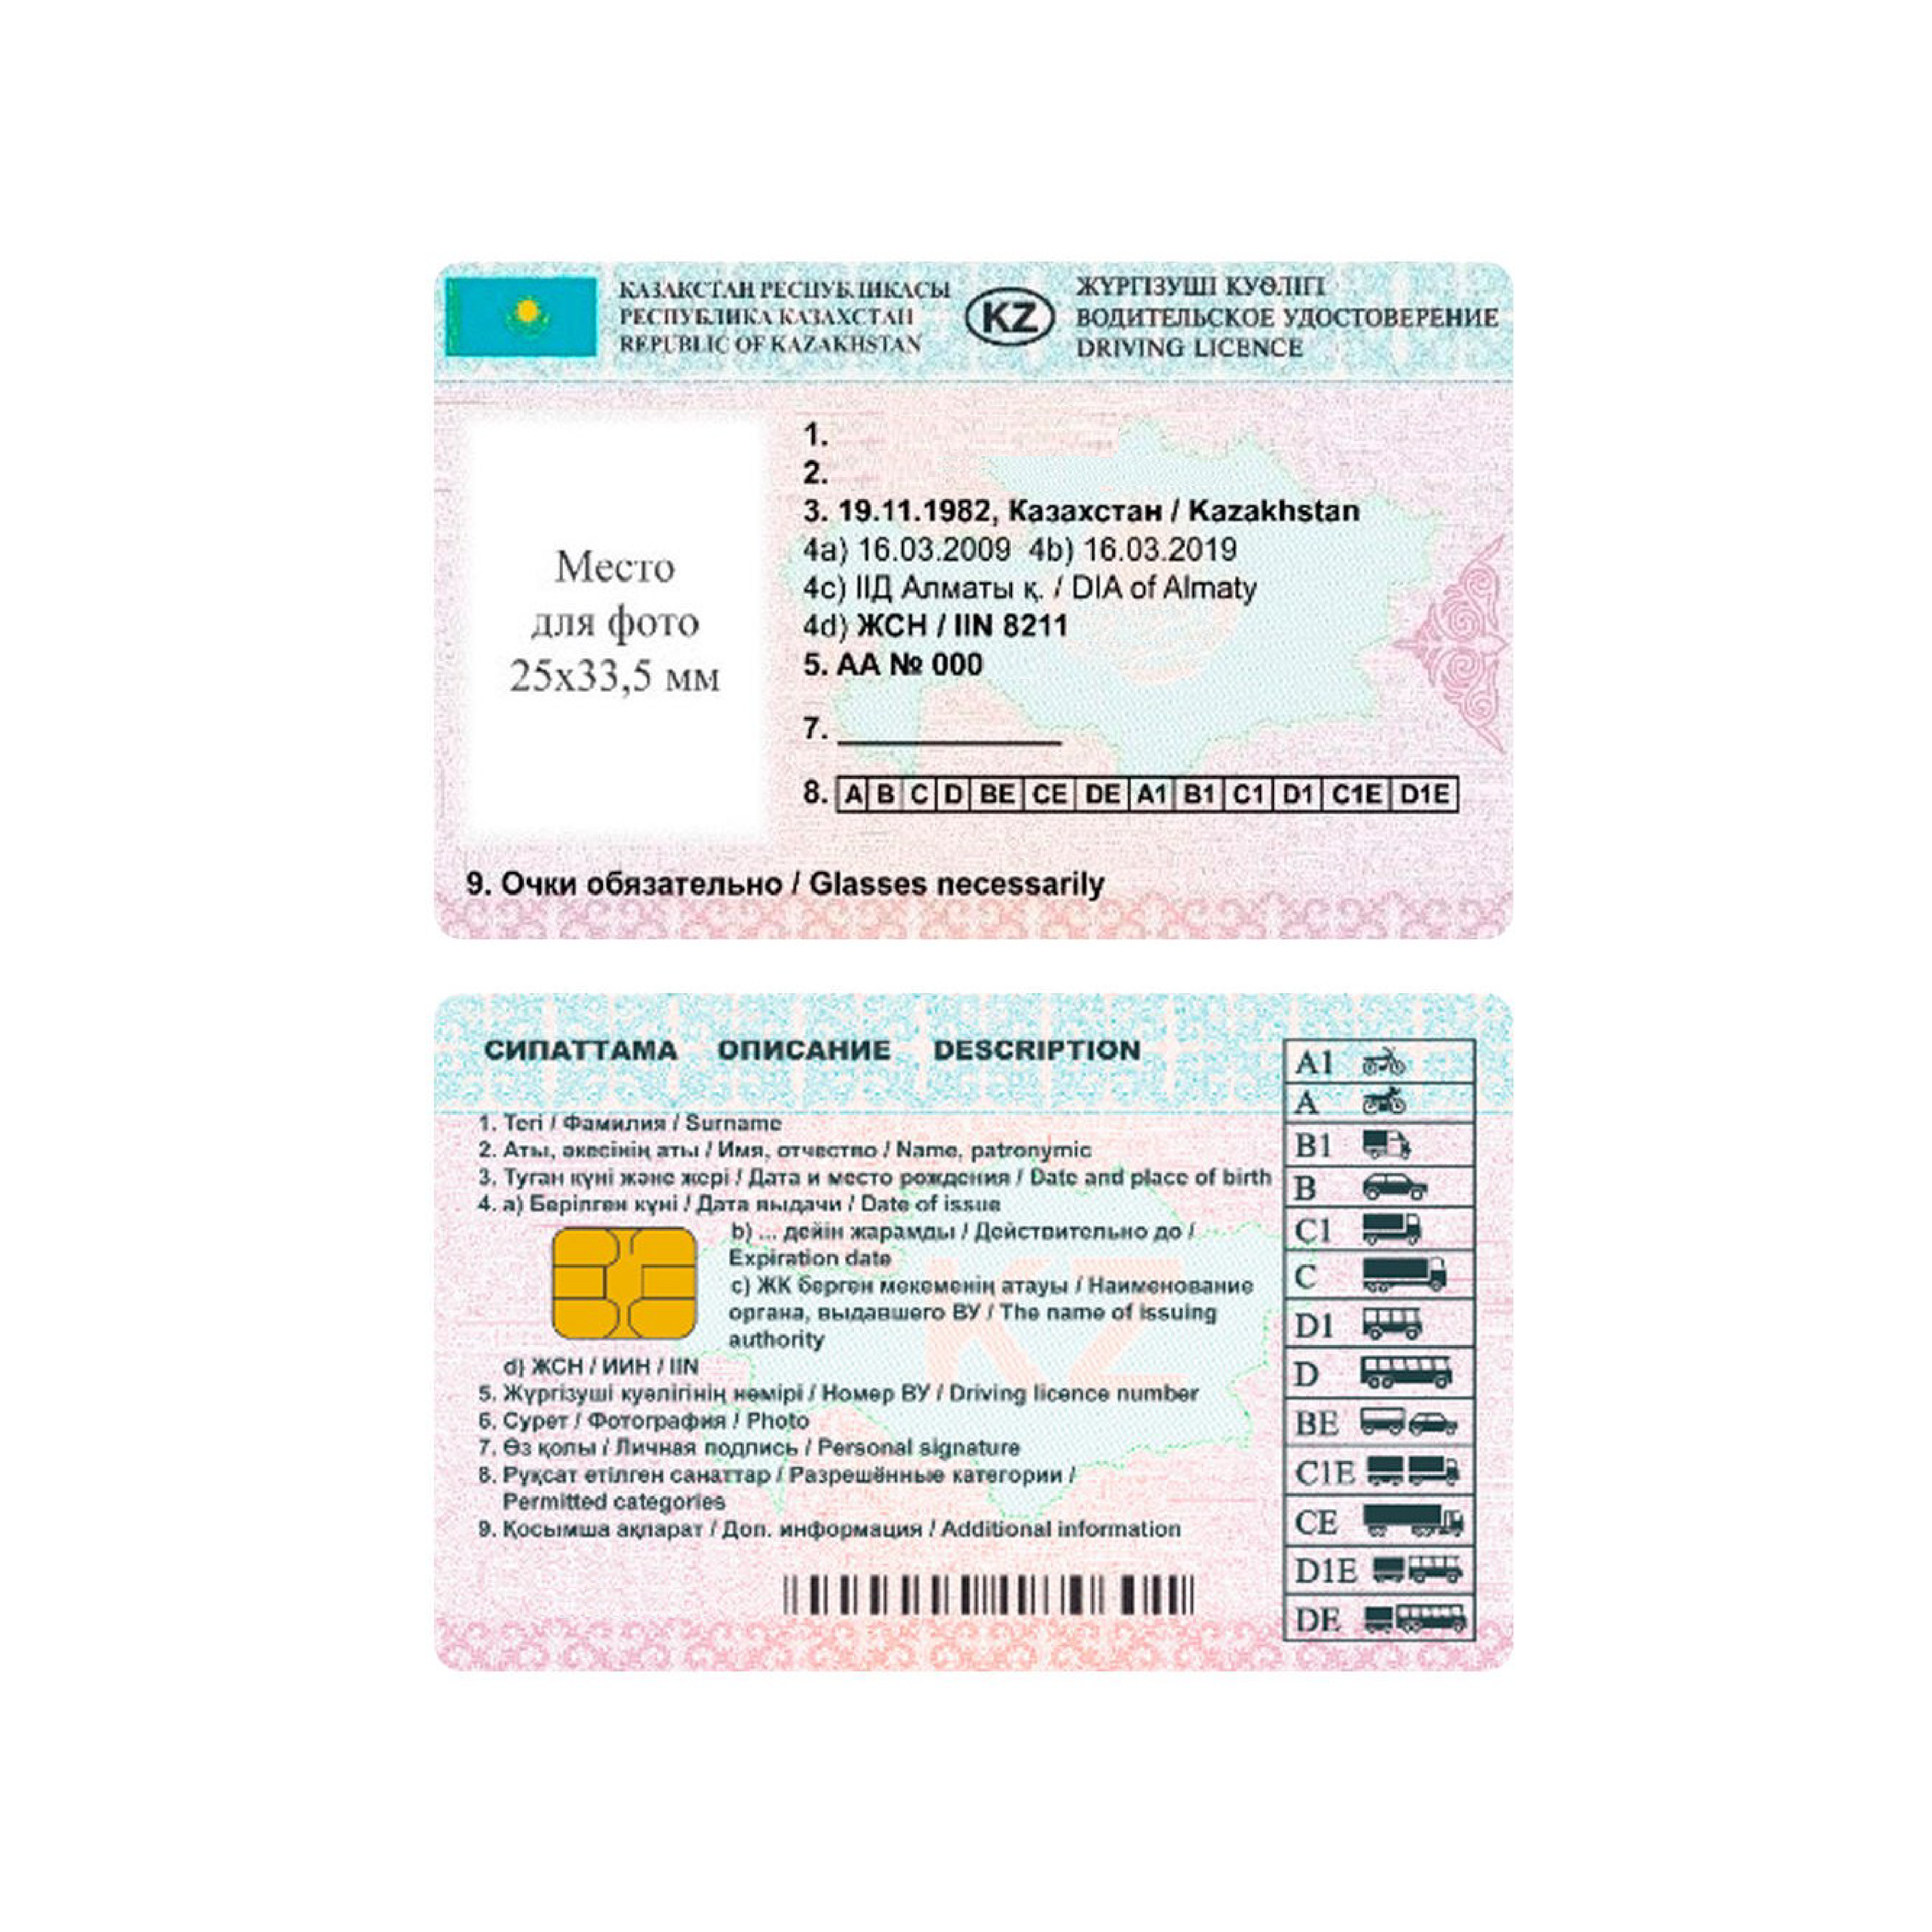 ҚАЗАҚСТАН РЕСПУБЛИКАСЫ
РЕСПУБЛИКА КАЗАХСТАН
REPUBLIC OF KAZAKHSTAN
KZ
ЖҮРГІЗУШІ КУӘЛІГІ
ВОДИТЕЛЬСКОЕ УДОСТОВЕРЕНИЕ
DRIVING LICENCE
Место
для фото
25х33,5 мм
1.
2.
3. 19.11.1982, Казахстан / Kazakhstan
4a) 16.03.2009 4b) 16.03.2019
4c) ІІД Алматы қ. / DIA of Almaty
4d) ЖСН / IIN 8211
5. AA № 000
7.
8. A B C D BE CE DE A1 B1 C1 D1 C1E D1E
9. Очки обязательно / Glasses necessarily
СИПАТТАМА ОПИСАНИЕ DESCRIPTION
1. Тегі / Фамилия / Surname
2. Аты, әкесінің аты / Имя, отчество / Name, patronymic
3. Туған күні және жері / Дата и место рождения / Date and place of birth
4. a) Берілген күні / Дата выдачи / Date of issue
b) ... дейін жарамды / Действительно до /
Expiration date
c) ЖК берген мекеменің атауы / Наименование
органа, выдавшего ВУ / The name of issuing
authority
d) ЖСН / ИИН / IIN
5. Жүргізуші куәлігінің нөмірі / Номер ВУ / Driving licence number
6. Сурет / Фотография / Photo
7. Өз қолы / Личная подпись / Personal signature
8. Рұқсат етілген санаттар / Разрешённые категории /
Permitted categories
9. Қосымша ақпарат / Доп. информация / Additional information
KZ
A1
A
B1
B
C1
C
D1
D
BE
C1E
CE
D1E
DE